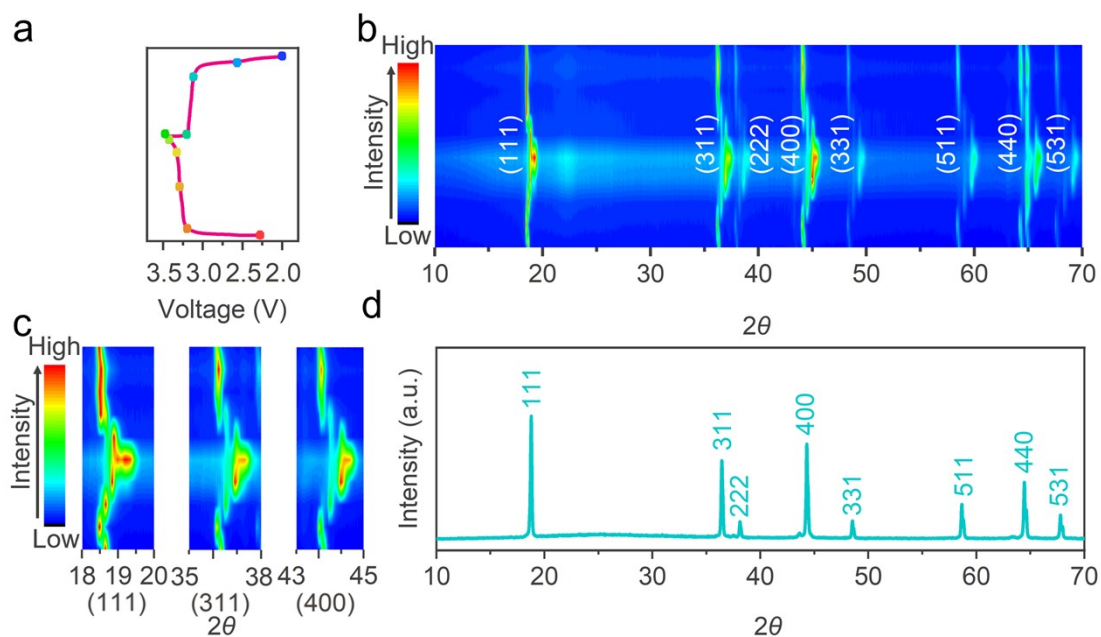 a
3.5 3.0 2.5 2.0
Voltage (V)
b
High
Intensity
Low
(111)
(311)
(222)
(400)
(331)
(511)
(440)
(531)
10 20 30 40 50 60 70
2θ
c
High
Intensity
Low
18 19 20 35 38 43 45
(111) (311) (400)
2θ
d
Intensity (a.u.)
111
311
222
400
331
511
440
531
10 20 30 40 50 60 70
2θ